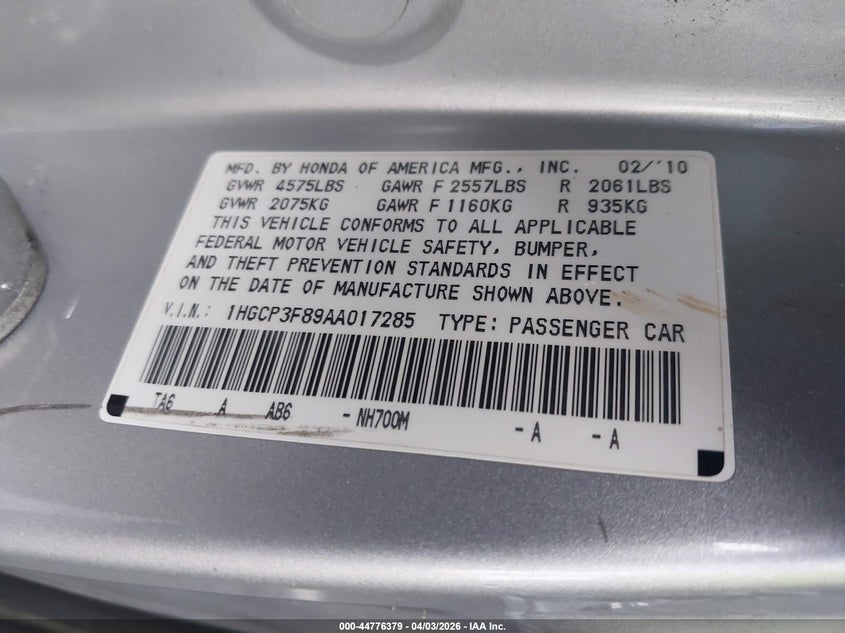 MFD. BY HONDA OF AMERICA MFG., INC. 02/'10
GVWR 4575LBS GAWR F 2557LBS R 2061LBS
GVWR 2075KG GAWR F 1160KG R 935KG
THIS VEHICLE CONFORMS TO ALL APPLICABLE
FEDERAL MOTOR VEHICLE SAFETY, BUMPER,
AND THEFT PREVENTION STANDARDS IN EFFECT
ON THE DATE OF MANUFACTURE SHOWN ABOVE.
V.I.N.: 1HGCP3F89AA017285 TYPE: PASSENGER CAR
TA6 A AB6 - NH700M - A - A
000-44776379 | 04/03/2026 - IAA Inc.